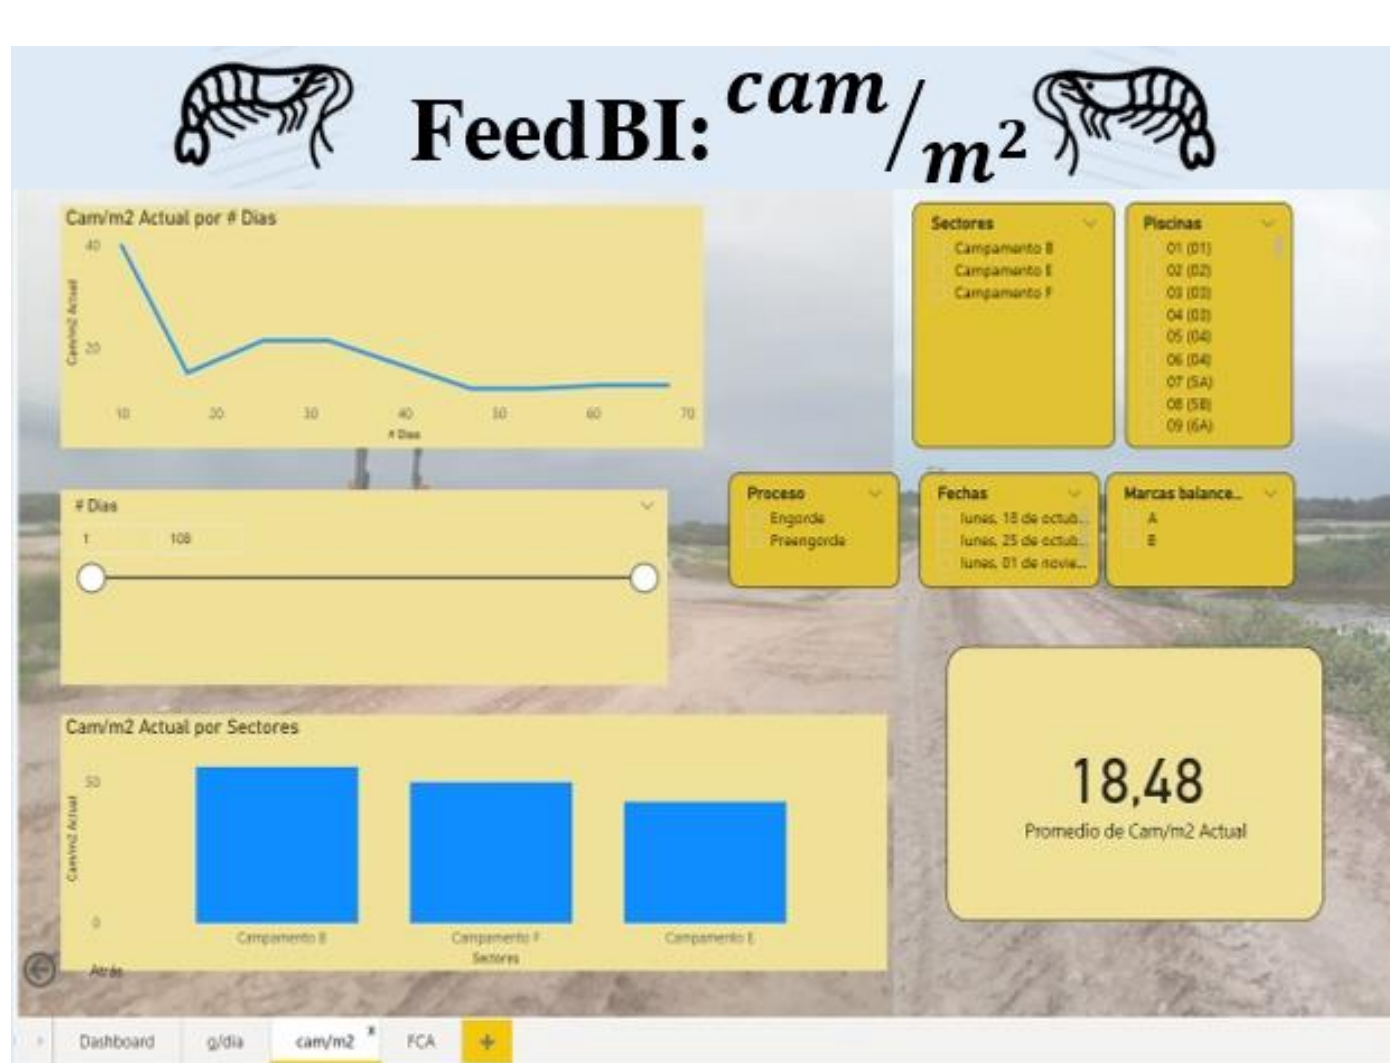 FeedBI: cam/m²
Cam/m2 Actual por # Dias
Cam/m2 Actual
40
20
10 20 30 40 50 60 70
# Dias
Sectores
Campamento B
Campamento E
Campamento F
Piscinas
01 (01)
02 (02)
03 (03)
04 (03)
05 (04)
06 (04)
07 (5A)
08 (5B)
09 (6A)
# Dias
1 108
Proceso
Engorde
Preengorde
Fechas
lunes, 18 de octub...
lunes, 25 de octub...
lunes, 01 de novie...
Marcas balance...
A
B
Cam/m2 Actual por Sectores
Cam/m2 Actual
50
0
Campamento B Campamento F Campamento E
Sectores
18,48
Promedio de Cam/m2 Actual
Atrás
Dashboard g/dia cam/m2 x FCA +